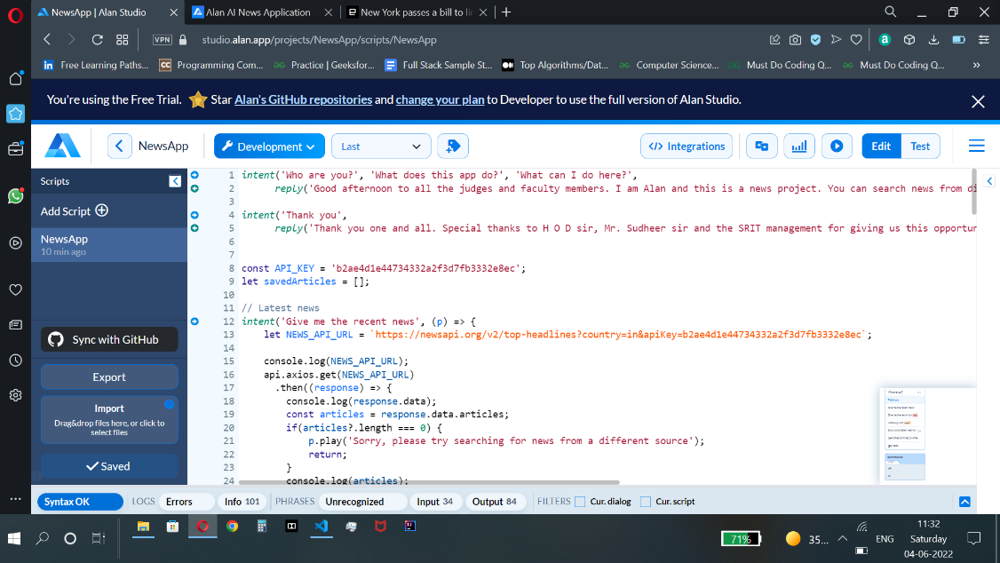 NewsApp | Alan Studio
Alan AI News Application
New York passes a bill to li
VPN
studio.alan.app/projects/NewsApp/scripts/NewsApp
Free Learning Paths...
Programming Com...
Practice | Geeksfor...
Full Stack Sample St...
Top Algorithms/Dat...
Computer Science...
Must Do Coding Q...
Must Do Coding Q...
You're using the Free Trial. Star Alan's GitHub repositories and change your plan to Developer to use the full version of Alan Studio.
NewsApp
Development
Last
</> Integrations
Edit
Test
Scripts
Add Script
NewsApp
10 min ago
Sync with GitHub
Export
Import
Drag&drop files here, or click to
select files
Saved
1 intent('Who are you?', 'What does this app do?', 'What can I do here?',
2 reply('Good afternoon to all the judges and faculty members. I am Alan and this is a news project. You can search news from di
3
4 intent('Thank you',
5 reply('Thank you one and all. Special thanks to H O D sir, Mr. Sudheer sir and the SRIT management for giving us this opportun
6
7
8 const API_KEY = 'b2ae4d1e44734332a2f3d7fb3332e8ec';
9 let savedArticles = [];
10
11 // Latest news
12 intent('Give me the recent news', (p) => {
13 let NEWS_API_URL = `https://newsapi.org/v2/top-headlines?country=in&apiKey=b2ae4d1e44734332a2f3d7fb3332e8ec`;
14
15 console.log(NEWS_API_URL);
16 api.axios.get(NEWS_API_URL)
17 .then((response) => {
18 console.log(response.data);
19 const articles = response.data.articles;
20 if(articles?.length === 0) {
21 p.play('Sorry, please try searching for news from a different source');
22 return;
23 }
24 console.log(articles);
Syntax OK
LOGS
Errors
Info 101
PHRASES
Unrecognized
Input 34
Output 84
FILTERS
Cur. dialog
Cur. script
71%
35...
ENG
11:32
Saturday
04-06-2022